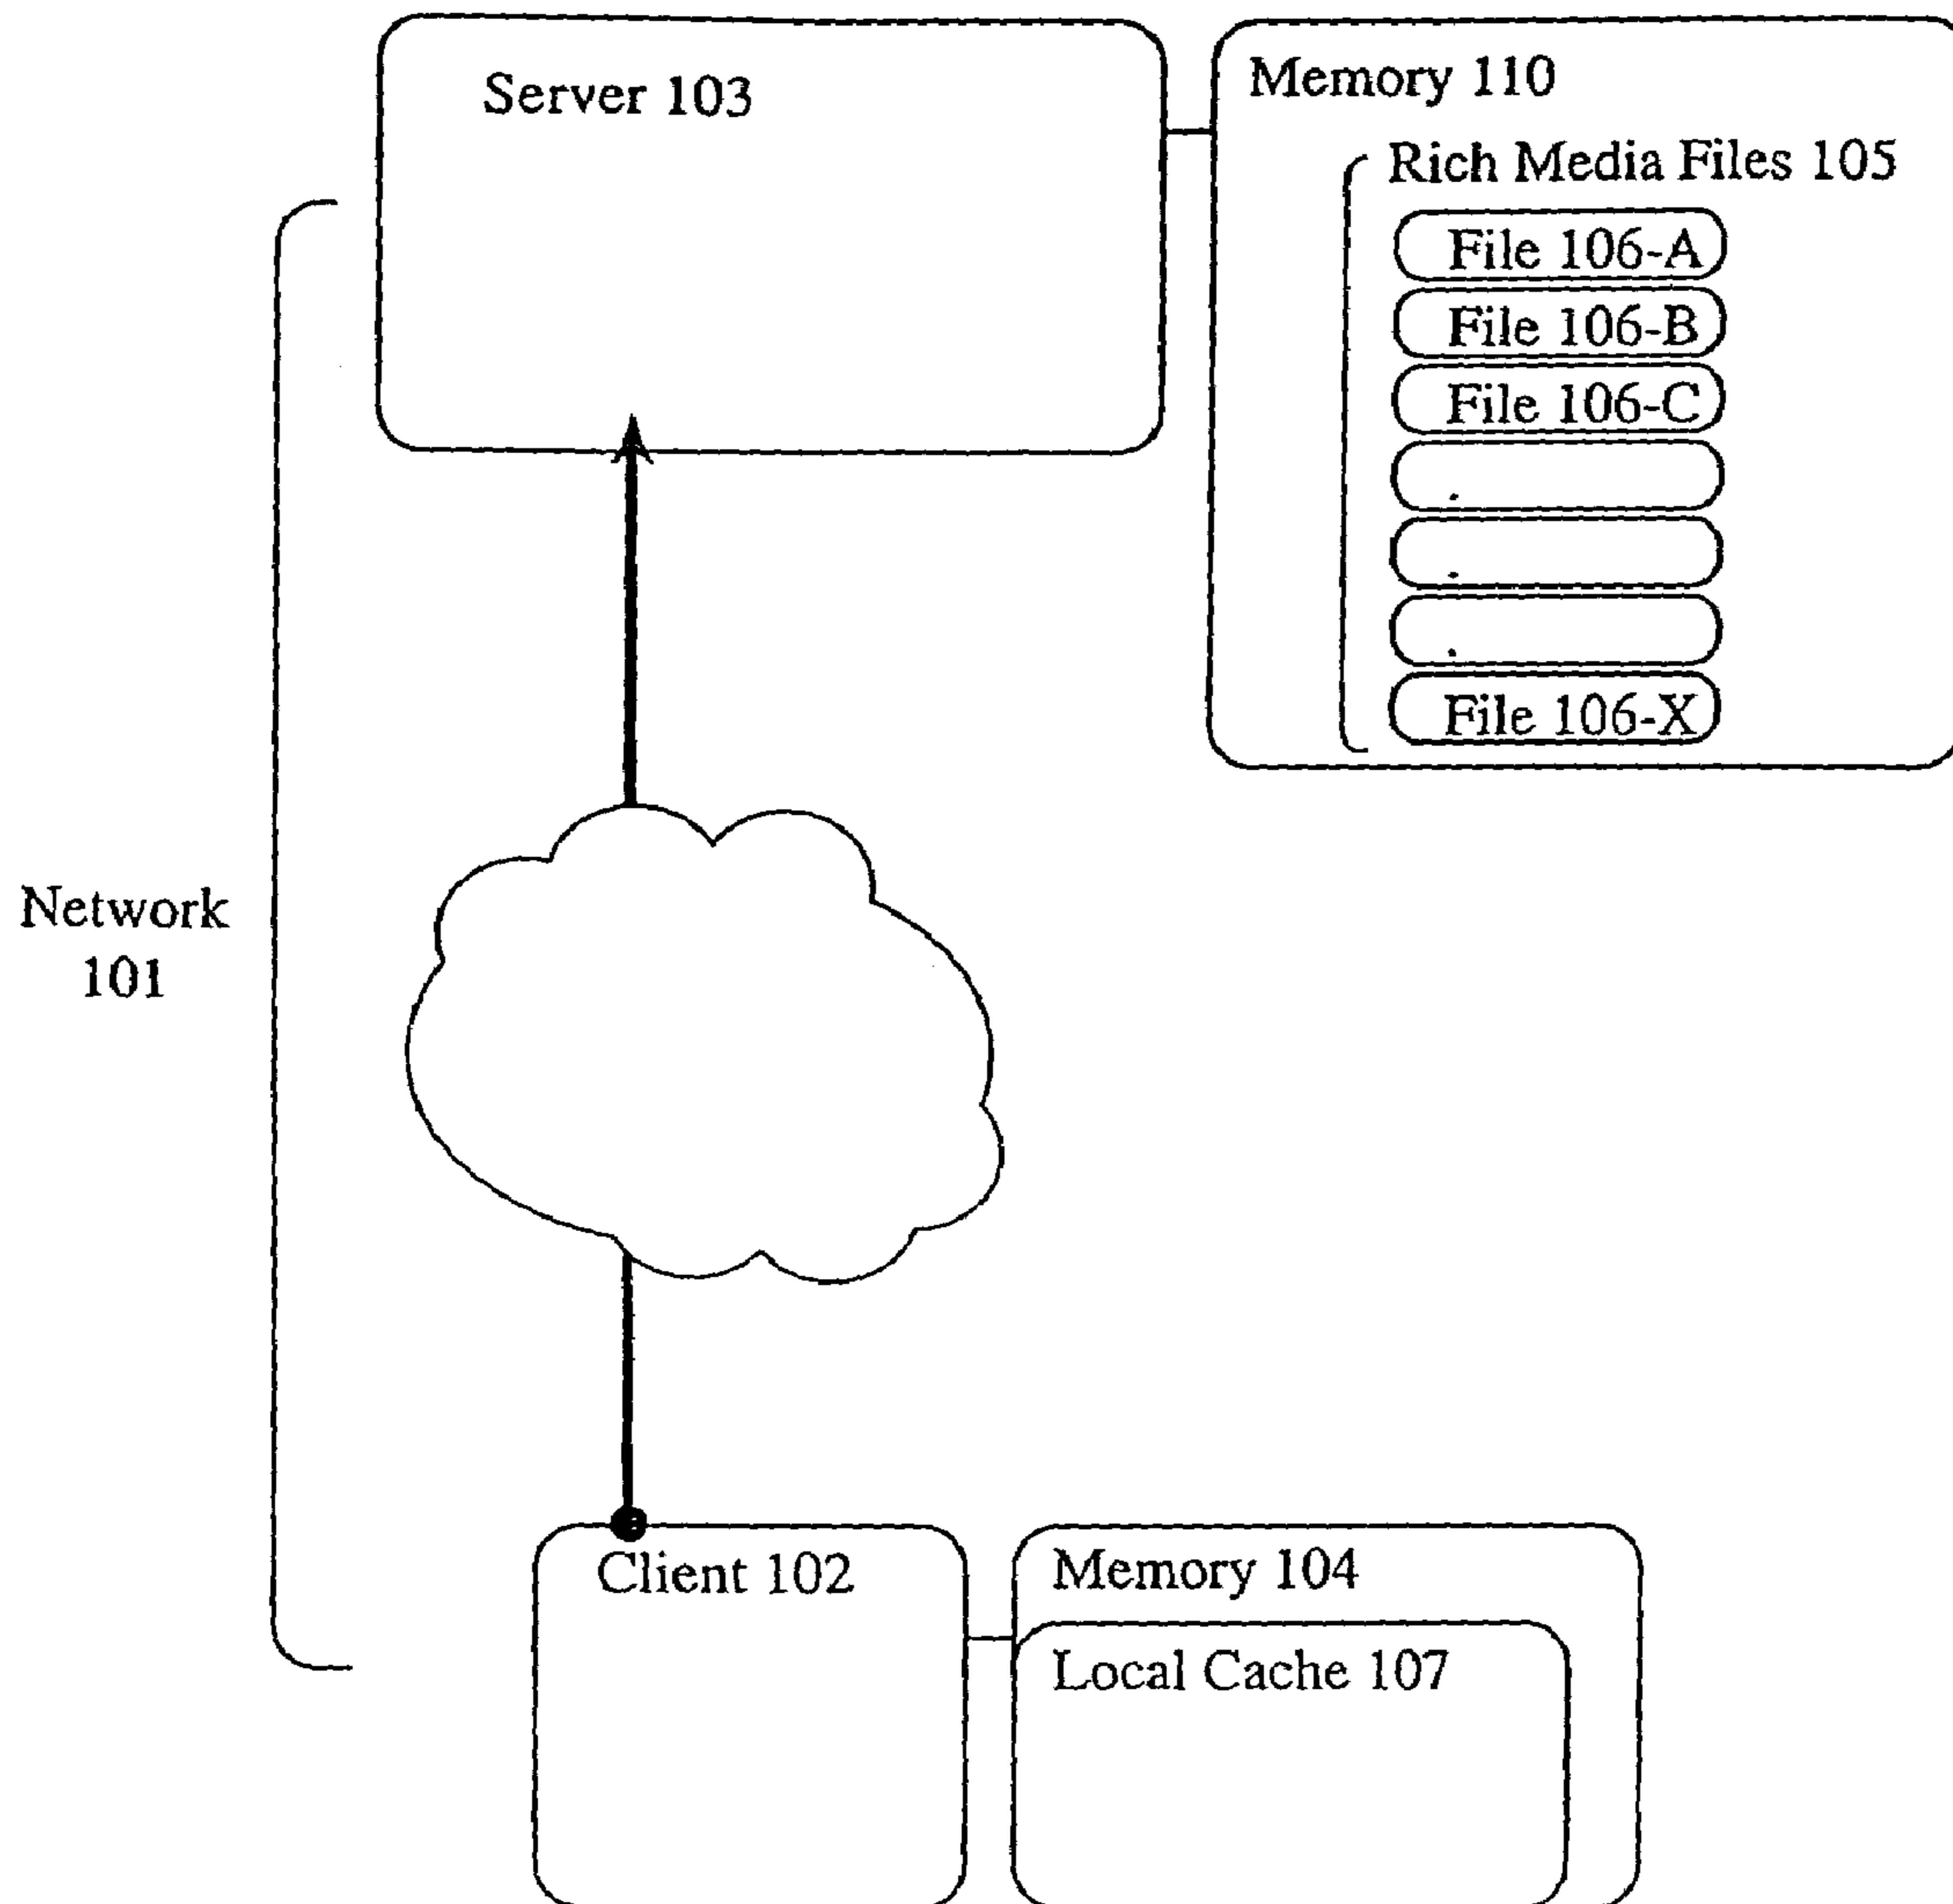 Server 103
Memory 110
Rich Media Files 105
File 106-A
File 106-B
File 106-C
.
.
.
File 106-X
Network
101
Client 102
Memory 104
Local Cache 107